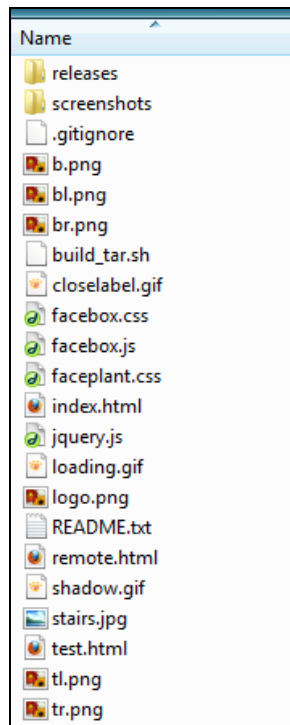 Name
releases
screenshots
.gitignore
b.png
bl.png
br.png
build_tar.sh
closelabel.gif
facebox.css
facebox.js
faceplant.css
index.html
jquery.js
loading.gif
logo.png
README.txt
remote.html
shadow.gif
stairs.jpg
test.html
tl.png
tr.png